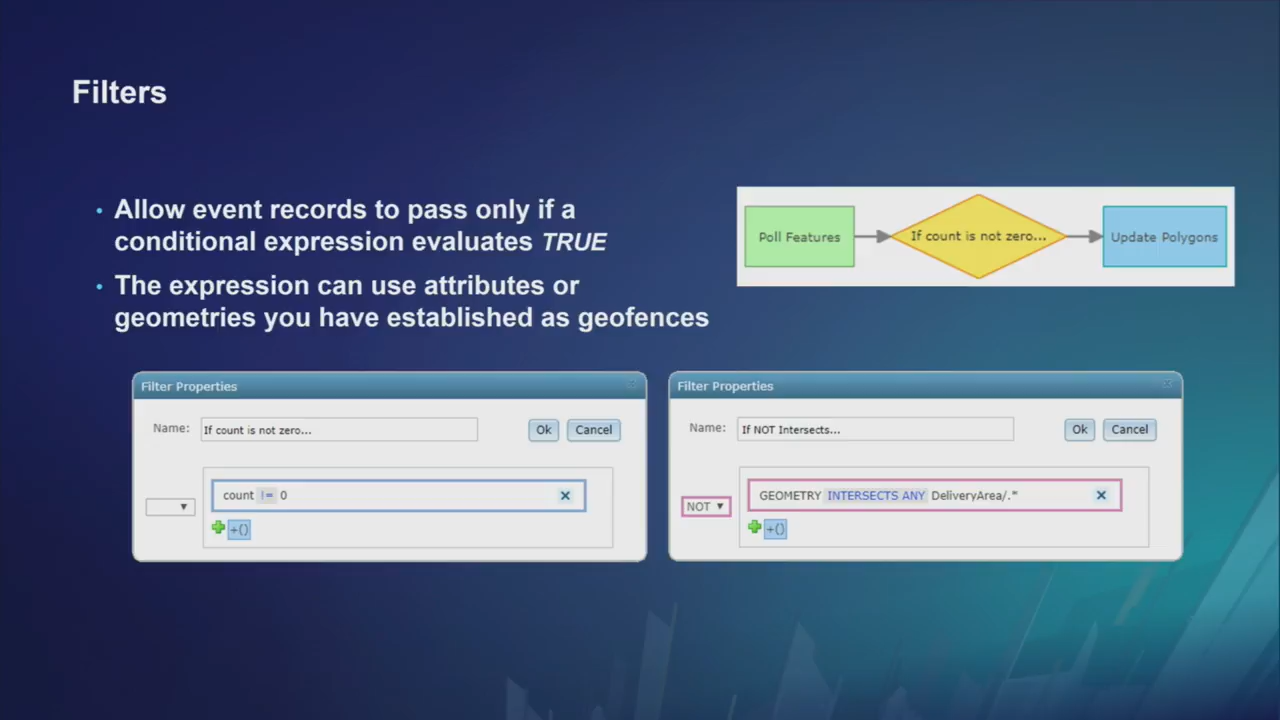 Filters
• Allow event records to pass only if a
conditional expression evaluates TRUE
• The expression can use attributes or
geometries you have established as geofences
Poll Features
If count is not zero...
Update Polygons
Filter Properties
Name: If count is not zero... Ok Cancel
count != 0
+()
Filter Properties
Name: If NOT Intersects... Ok Cancel
NOT GEOMETRY INTERSECTS ANY DeliveryArea/.*
+()